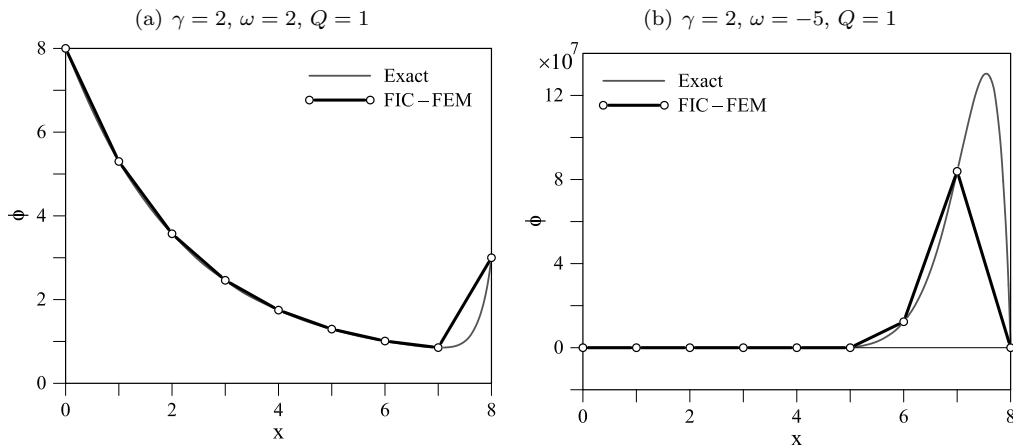 (a) γ = 2, ω = 2, Q = 1
8
6
4
2
0
ϕ
0 2 4 6 8
x
Exact
FIC−FEM
(b) γ = 2, ω = −5, Q = 1
×10⁷
12
8
4
0
ϕ
0 2 4 6 8
x
Exact
FIC−FEM